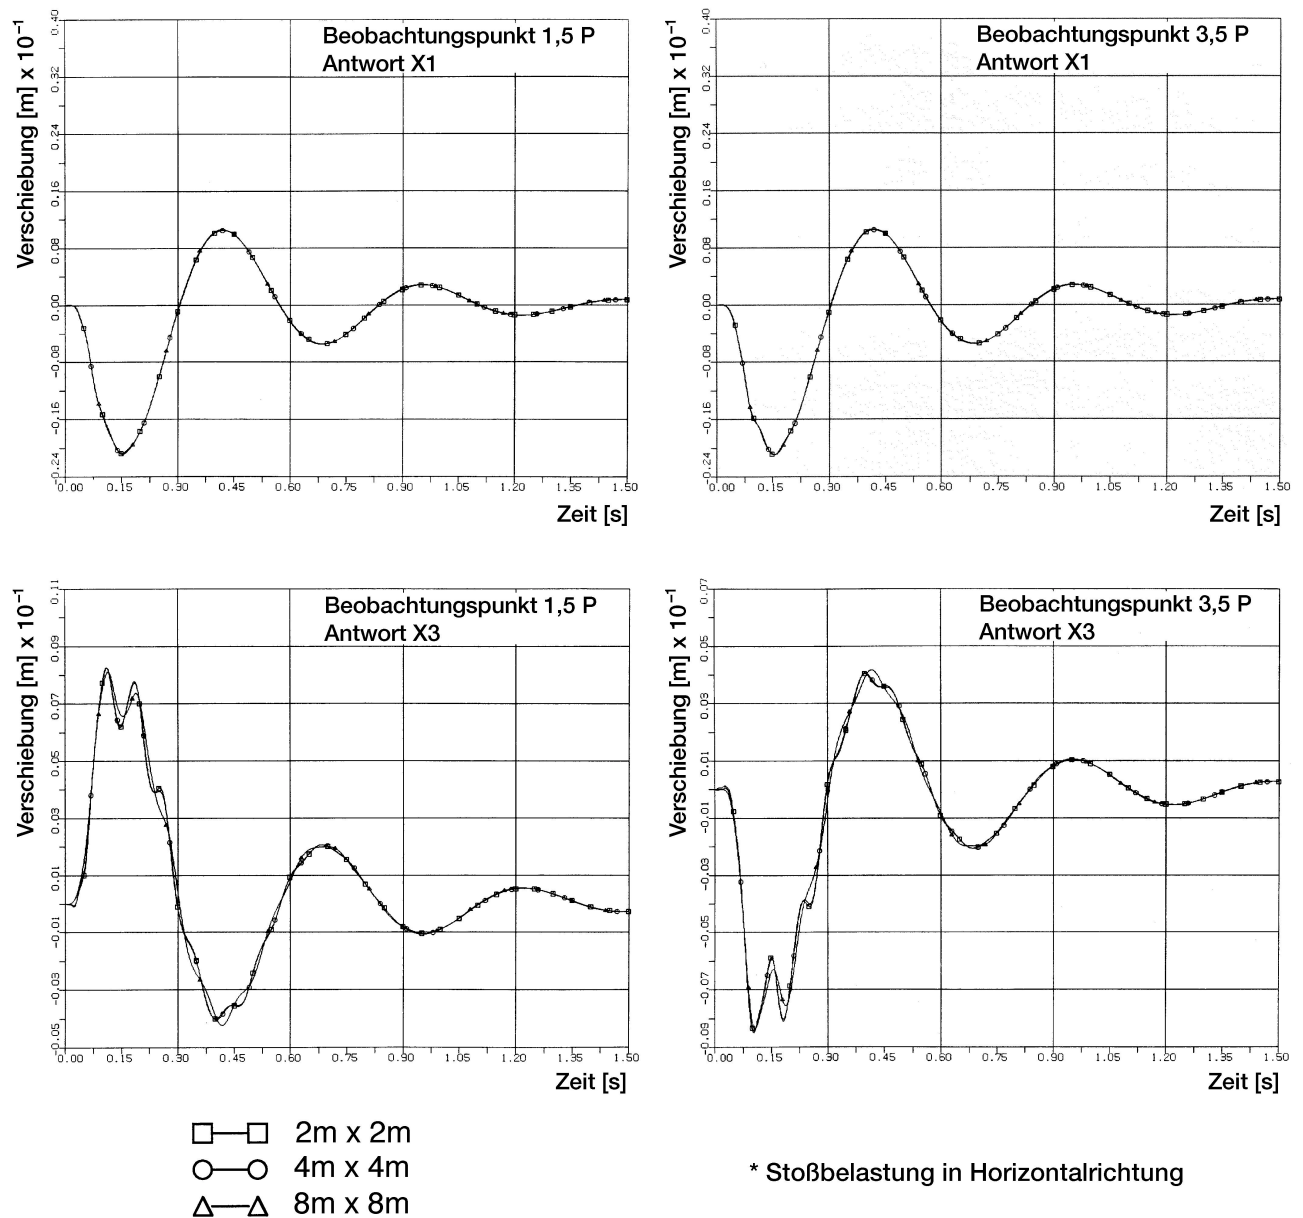 Beobachtungspunkt 1,5 P
Antwort X1
Verschiebung [m] x 10⁻¹
0.40
0.32
0.24
0.16
0.08
0.00
-0.08
-0.16
-0.24
0.00 0.15 0.30 0.45 0.60 0.75 0.90 1.05 1.20 1.35 1.50
Zeit [s]
Beobachtungspunkt 3,5 P
Antwort X1
Verschiebung [m] x 10⁻¹
0.40
0.32
0.24
0.16
0.08
0.00
-0.08
-0.16
-0.24
0.00 0.15 0.30 0.45 0.60 0.75 0.90 1.05 1.20 1.35 1.50
Zeit [s]
Beobachtungspunkt 1,5 P
Antwort X3
Verschiebung [m] x 10⁻¹
0.11
0.09
0.07
0.05
0.03
0.01
-0.01
-0.03
-0.05
0.00 0.15 0.30 0.45 0.60 0.75 0.90 1.05 1.20 1.35 1.50
Zeit [s]
Beobachtungspunkt 3,5 P
Antwort X3
Verschiebung [m] x 10⁻¹
0.07
0.05
0.03
0.01
-0.01
-0.03
-0.05
-0.07
-0.09
0.00 0.15 0.30 0.45 0.60 0.75 0.90 1.05 1.20 1.35 1.50
Zeit [s]
2m x 2m
4m x 4m
8m x 8m
* Stoßbelastung in Horizontalrichtung